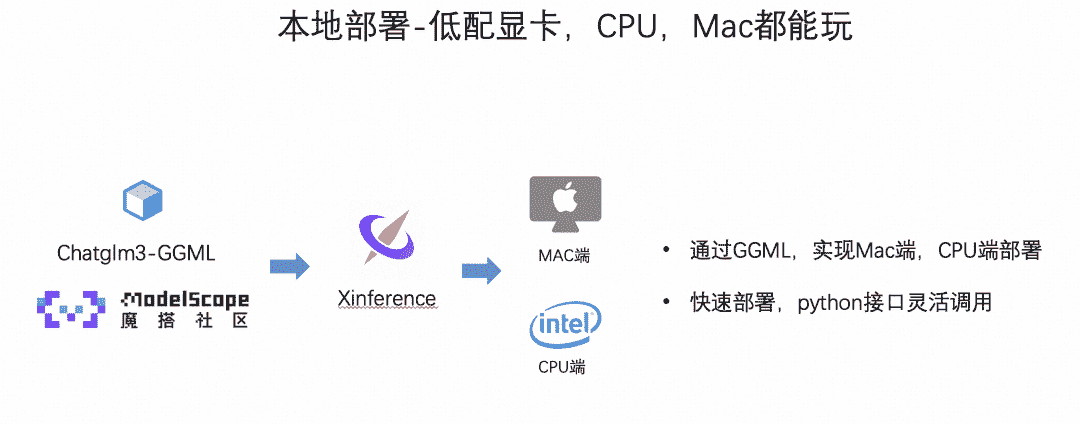 本地部署-低配显卡，CPU，Mac都能玩
Chatglm3-GGML
ModelScope
魔搭社区
Xinference
MAC端
intel
CPU端
• 通过GGML，实现Mac端，CPU端部署
• 快速部署，python接口灵活调用